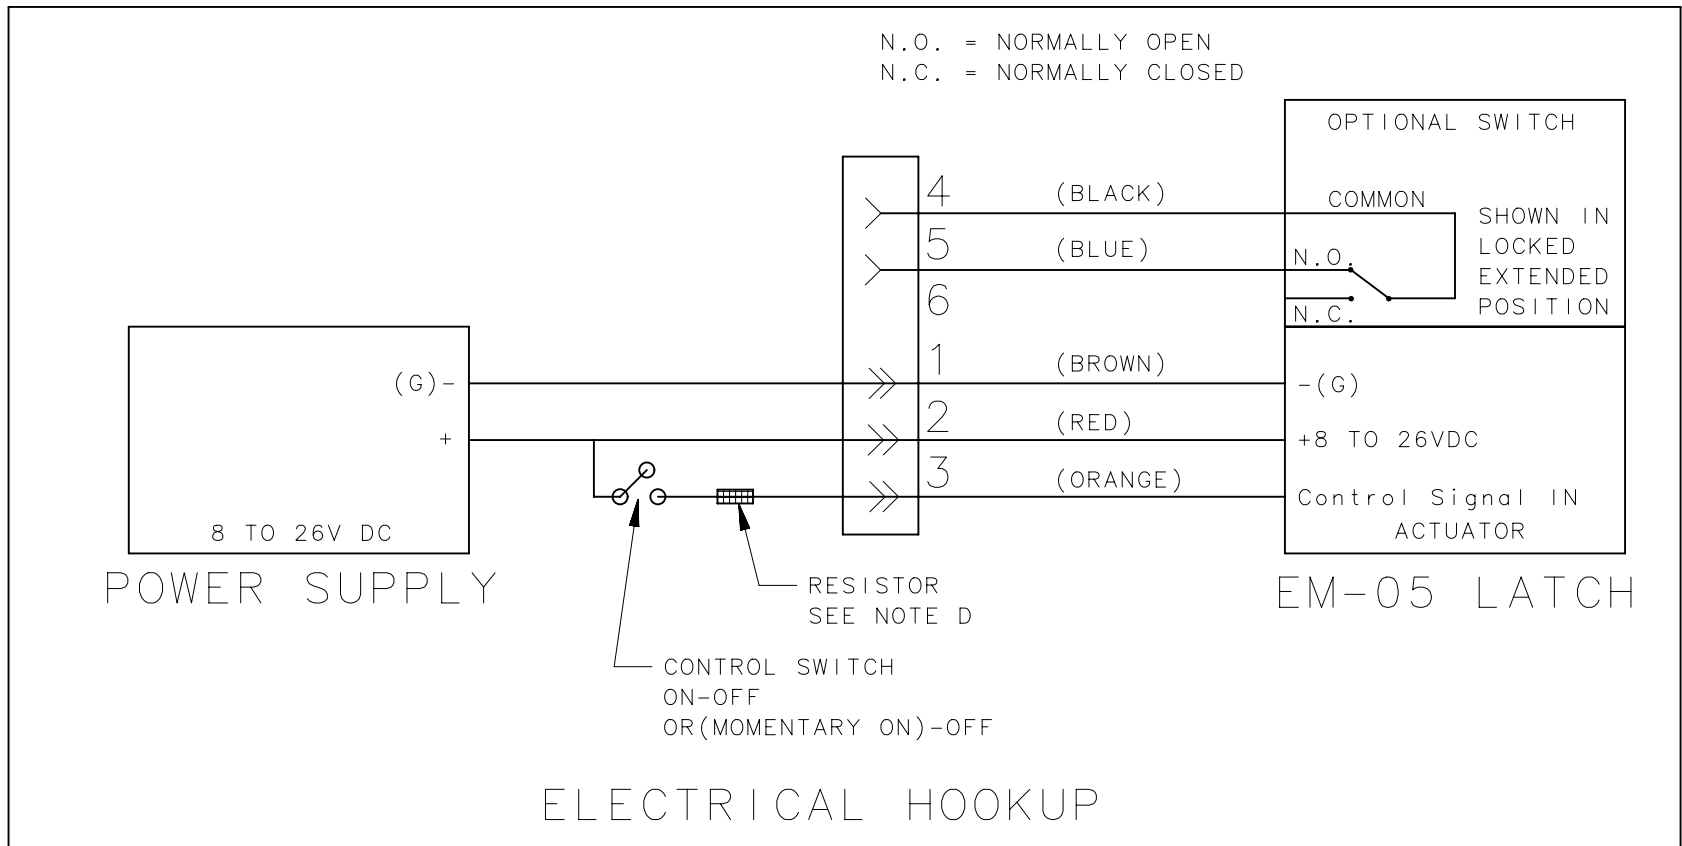 N.O. = NORMALLY OPEN
N.C. = NORMALLY CLOSED
OPTIONAL SWITCH
4
(BLACK)
COMMON
SHOWN IN
LOCKED
EXTENDED
POSITION
5
(BLUE)
N.O.
6
N.C.
(G)-
1
(BROWN)
-(G)
+
2
(RED)
+8 TO 26VDC
3
(ORANGE)
Control Signal IN
ACTUATOR
8 TO 26V DC
POWER SUPPLY
EM-05 LATCH
RESISTOR
SEE NOTE D
CONTROL SWITCH
ON-OFF
OR(MOMENTARY ON)-OFF
ELECTRICAL HOOKUP